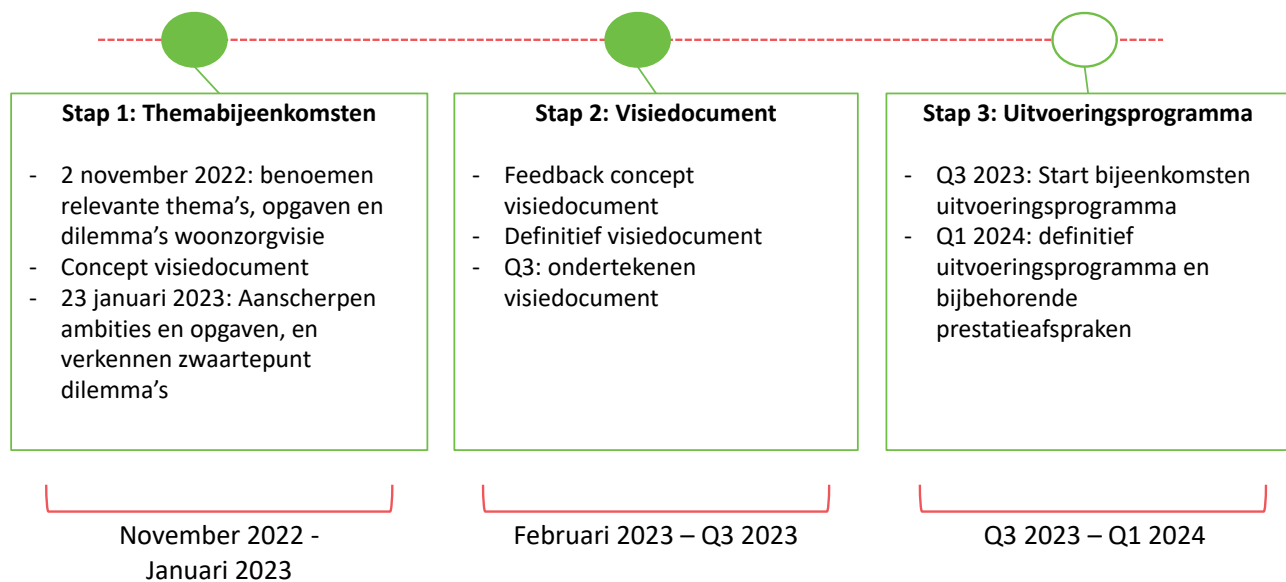 Stap 1: Themabijeenkomsten
- 2 november 2022: benoemen
relevante thema’s, opgaven en
dilemma’s woonzorgvisie
- Concept visiedocument
- 23 januari 2023: Aanscherpen
ambities en opgaven, en
verkennen zwaartepunt
dilemma’s
November 2022 -
Januari 2023
Stap 2: Visiedocument
- Feedback concept
visiedocument
- Definitief visiedocument
- Q3: ondertekenen
visiedocument
Februari 2023 – Q3 2023
Stap 3: Uitvoeringsprogramma
- Q3 2023: Start bijeenkomsten
uitvoeringsprogramma
- Q1 2024: definitief
uitvoeringsprogramma en
bijbehorende
prestatieafspraken
Q3 2023 – Q1 2024